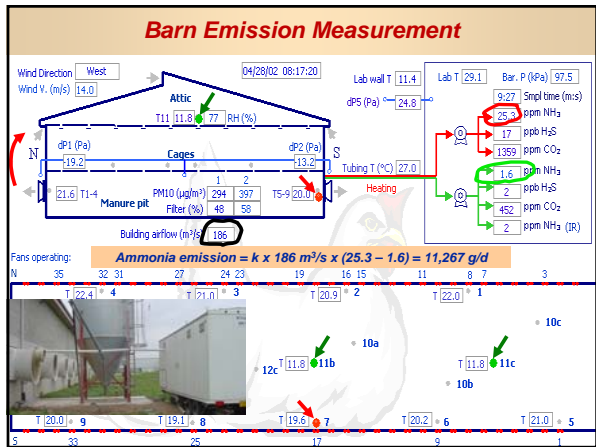 Barn Emission Measurement
Wind Direction West
Wind V. (m/s) 14.0
04/28/02 08:17:20
Lab wall T 11.4
dP5 (Pa) 24.8
Lab T 29.1 Bar. P (kPa) 97.5
9:27 Smpl time (m:s)
25.3 ppm NH₃
17 ppb H₂S
1359 ppm CO₂
1.6 ppm NH₃
2 ppb H₂S
452 ppm CO₂
2 ppm NH₃ (IR)
Attic
T11 11.8 77 RH (%)
N dP1 (Pa) dP2 (Pa) S
-19.2 Cages -13.2
Tubing T (°C) 27.0
Heating
1 2
21.6 T1-4 PM10 (µg/m³) 294 397 T5-9 20.0
Manure pit Filter (%) 48 58
Building airflow (m³/s) 186
Fans operating: Ammonia emission = k x 186 m³/s x (25.3 – 1.6) = 11,267 g/d
N 35 32 31 27 24 23 19 16 15 11 8 7 3
T 22.4 4 T 21.0 3 T 20.9 2 T 22.0 1
10c
10a
12c T 11.8 11b T 11.8 11c
10b
T 20.0 9 T 19.1 8 T 19.6 7 T 20.2 6 T 21.0 5
S 33 25 17 9 1